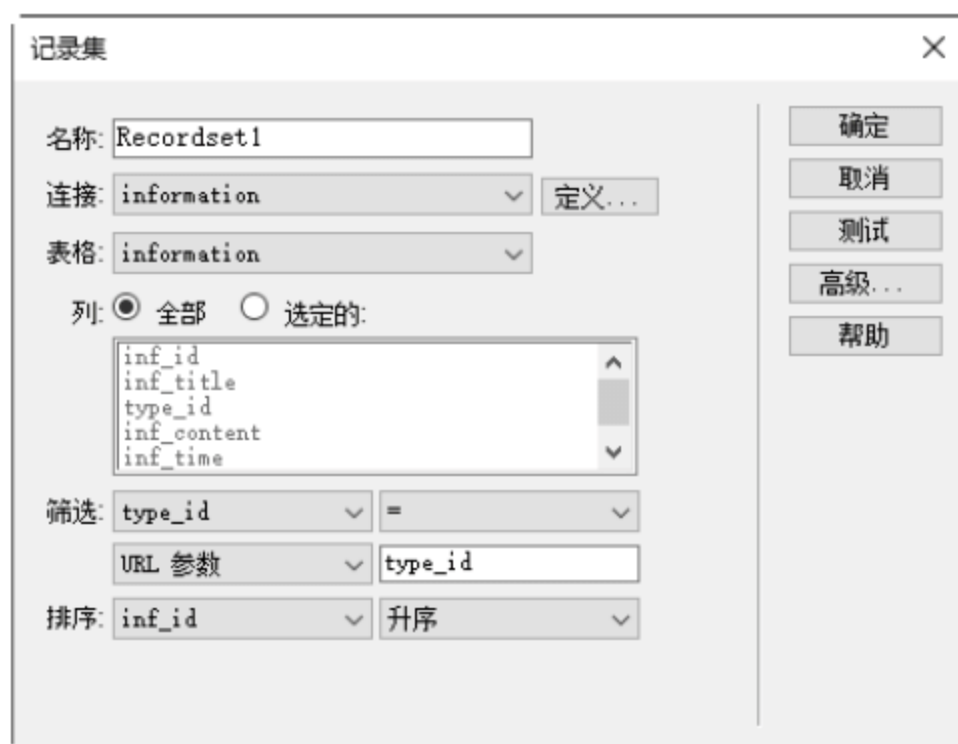 记录集
名称: Recordset1
确定
连接: information 定义...
取消
表格: information
测试
列: 全部 选定的:
高级...
inf_id
帮助
inf_title
type_id
inf_content
inf_time
筛选: type_id =
URL 参数 type_id
排序: inf_id 升序